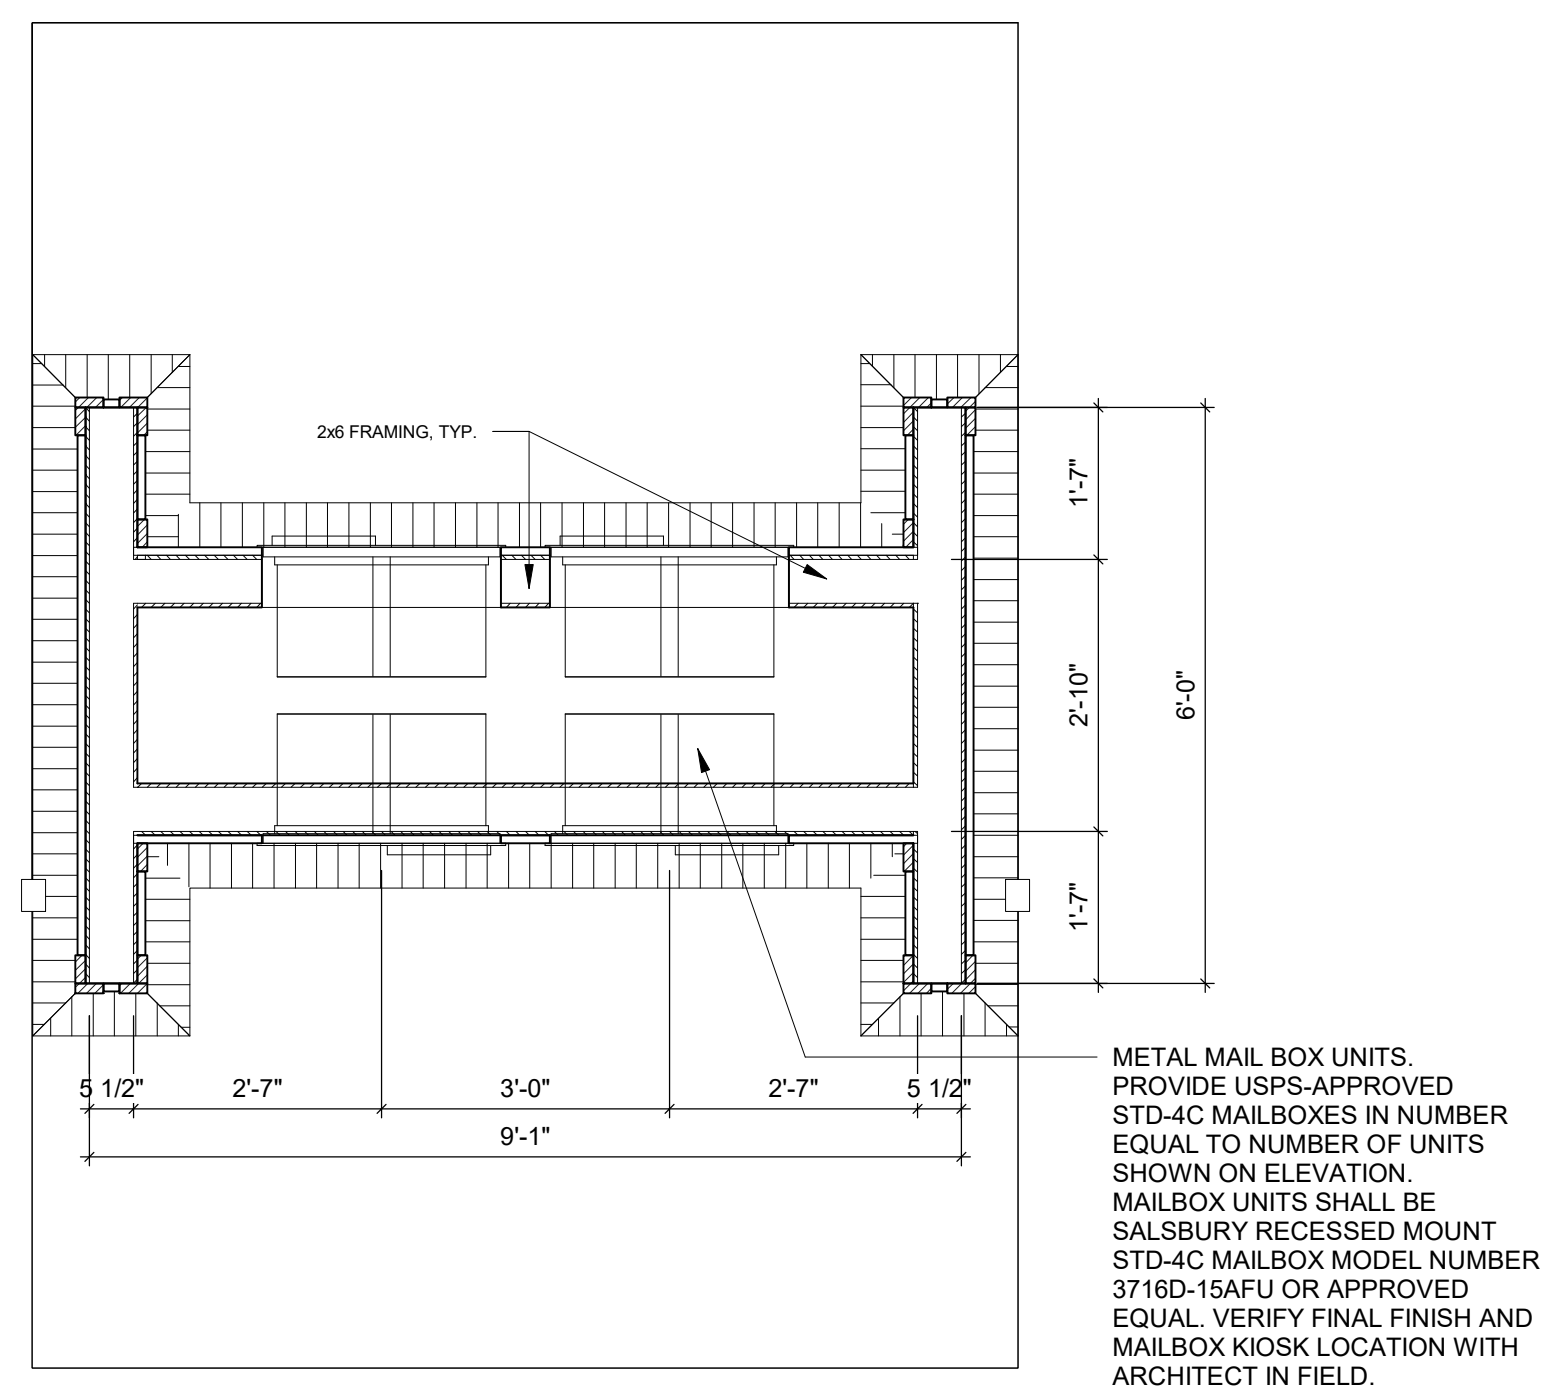 2x6 FRAMING, TYP.
1'-7"
2'-10"
6'-0"
1'-7"
5 1/2"
2'-7"
3'-0"
2'-7"
5 1/2"
9'-1"
METAL MAIL BOX UNITS.
PROVIDE USPS-APPROVED
STD-4C MAILBOXES IN NUMBER
EQUAL TO NUMBER OF UNITS
SHOWN ON ELEVATION.
MAILBOX UNITS SHALL BE
SALSBURY RECESSED MOUNT
STD-4C MAILBOX MODEL NUMBER
3716D-15AFU OR APPROVED
EQUAL. VERIFY FINAL FINISH AND
MAILBOX KIOSK LOCATION WITH
ARCHITECT IN FIELD.